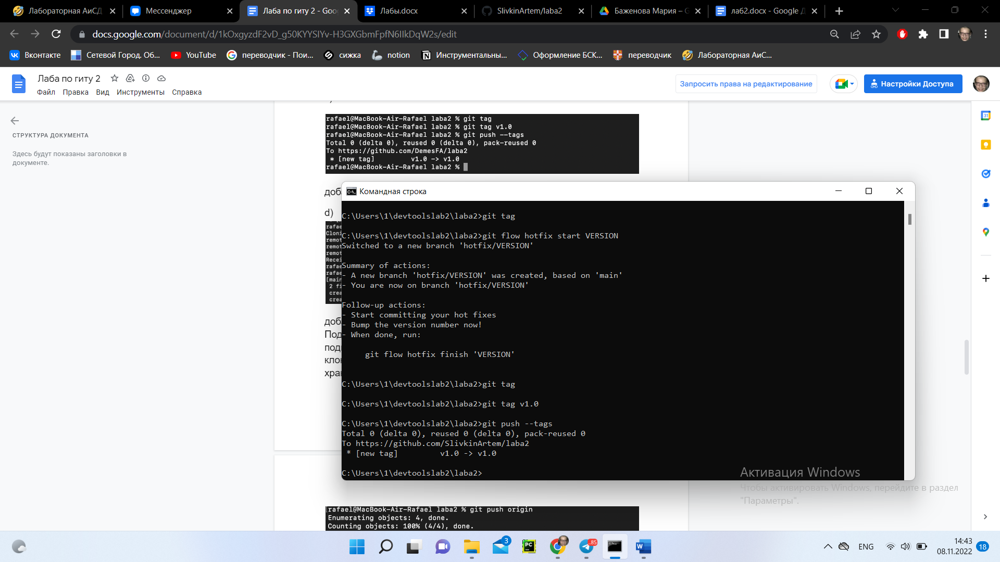 Лабораторная АиСД
Мессенджер
Лаба по гиту 2 - Goo
Лабы.docx
SlivkinArtem/laba2
Баженова Мария – G
лаб2.docx - Google Д
docs.google.com/document/d/1kOxgyzdF2vD_g50KYYSIYv-H3GXGbmFpfN6IIkDqW2s/edit
Вконтакте
Сетевой Город. Об...
YouTube
переводчик - Пои...
сижка
notion
Инструментальны...
Оформление БСК...
переводчик
Лабораторная АиС...
Лаба по гиту 2
Файл Правка Вид Инструменты Справка
Запросить права на редактирование
Настройки Доступа
СТРУКТУРА ДОКУМЕНТА
Здесь будут показаны заголовки в
документе.
rafael@MacBook-Air-Rafael laba2 % git tag
rafael@MacBook-Air-Rafael laba2 % git tag v1.0
rafael@MacBook-Air-Rafael laba2 % git push --tags
Total 0 (delta 0), reused 0 (delta 0), pack-reused 0
To https://github.com/DemesFA/laba2
 * [new tag]         v1.0 -> v1.0
rafael@MacBook-Air-Rafael laba2 %
доб
d)
rafae
Cloni
remot
remot
remot
Recei
rafae
rafae
[main
2 fi
crea
crea
доб
Под
клон
хран
Командная строка
C:\Users\1\devtoolslab2\laba2>git tag
C:\Users\1\devtoolslab2\laba2>git flow hotfix start VERSION
Switched to a new branch 'hotfix/VERSION'
Summary of actions:
- A new branch 'hotfix/VERSION' was created, based on 'main'
- You are now on branch 'hotfix/VERSION'
Follow-up actions:
- Start committing your hot fixes
- Bump the version number now!
- When done, run:
git flow hotfix finish 'VERSION'
C:\Users\1\devtoolslab2\laba2>git tag
C:\Users\1\devtoolslab2\laba2>git tag v1.0
C:\Users\1\devtoolslab2\laba2>git push --tags
Total 0 (delta 0), reused 0 (delta 0), pack-reused 0
To https://github.com/SlivkinArtem/laba2
 * [new tag]         v1.0 -> v1.0
C:\Users\1\devtoolslab2\laba2>
Активация Windows
Чтобы активировать Windows, перейдите в раздел
"Параметры".
[rafael@MacBook-Air-Rafael laba2 % git push origin
Enumerating objects: 4, done.
Counting objects: 100% (4/4), done.
31
3
PC
..85
W
ENG
14:43
08.11.2022
18